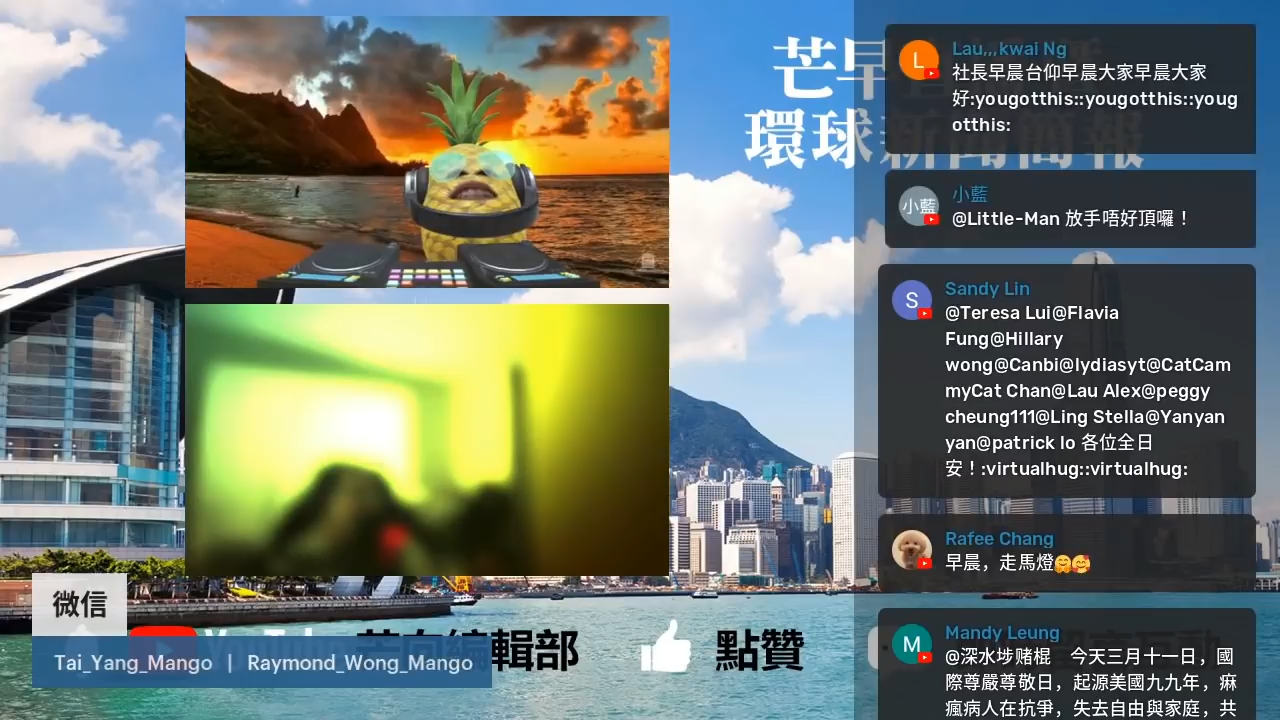 芒早
環球新聞簡報
Lau,,,kwai Ng
社長早晨台仰早晨大家早晨大家
好:yougotthis::yougotthis::youg
otthis:
小藍
小藍
@Little-Man 放手唔好頂囉！
Sandy Lin
@Teresa Lui@Flavia
Fung@Hillary
wong@Canbi@lydiasyt@CatCam
myCat Chan@Lau Alex@peggy
cheung111@Ling Stella@Yanyan
yan@patrick lo 各位全日
安！:virtualhug::virtualhug:
Rafee Chang
早晨，走馬燈
Mandy Leung
@深水埗賭棍　今天三月十一日，國
際尊嚴尊敬日，起源美國九九年，痳
瘋病人在抗爭，失去自由與家庭，共
微信
Tai_Yang_Mango | Raymond_Wong_Mango
編輯部
點贊